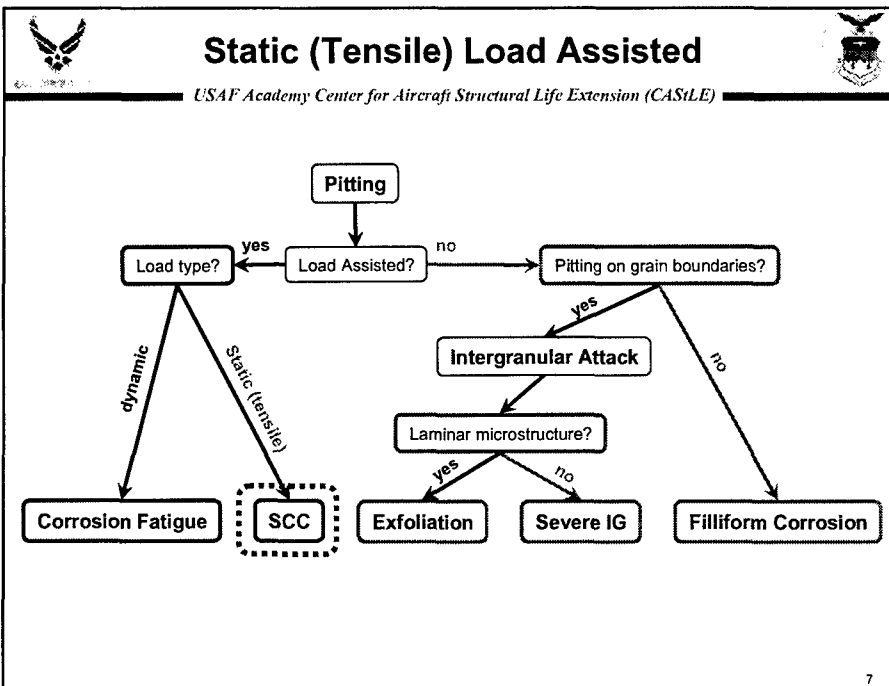 Static (Tensile) Load Assisted
USAF Academy Center for Aircraft Structural Life Extension (CAStLE)
Pitting
Load type?
yes
Load Assisted?
no
Pitting on grain boundaries?
yes
Intergranular Attack
dynamic
Static (tensile)
no
Laminar microstructure?
yes
no
Corrosion Fatigue
SCC
Exfoliation
Severe IG
Filliform Corrosion
7